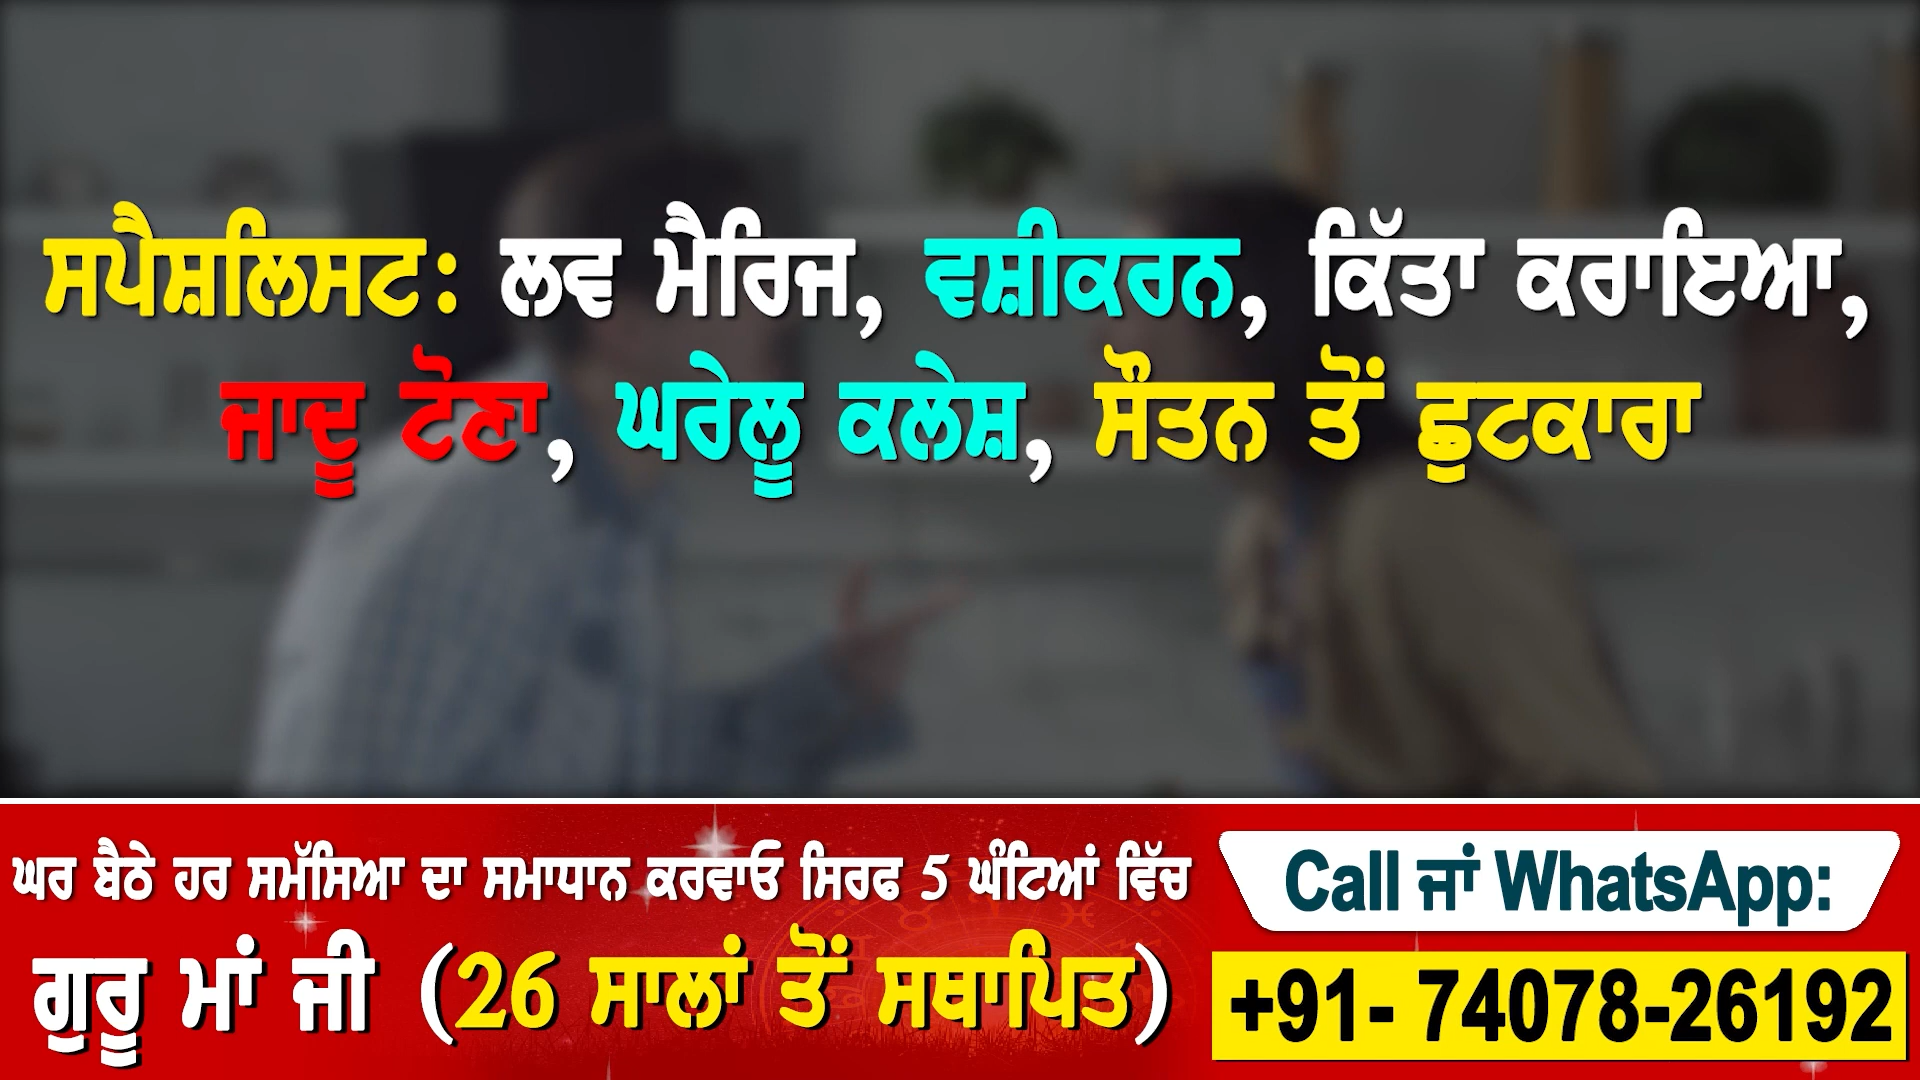 ਸਪੈਸ਼ਲਿਸਟ: ਲਵ ਮੈਰਿਜ, ਵਸ਼ੀਕਰਨ, ਕਿੱਤਾ ਕਰਾਇਆ,
ਜਾਦੂ ਟੋਣਾ, ਘਰੇਲੂ ਕਲੇਸ਼, ਸੌਤਨ ਤੋਂ ਛੁਟਕਾਰਾ
ਘਰ ਬੈਠੇ ਹਰ ਸਮੱਸਿਆ ਦਾ ਸਮਾਧਾਨ ਕਰਵਾਓ ਸਿਰਫ 5 ਘੰਟਿਆਂ ਵਿੱਚ
ਗੁਰੂ ਮਾਂ ਜੀ (26 ਸਾਲਾਂ ਤੋਂ ਸਥਾਪਿਤ)
Call ਜਾਂ WhatsApp:
+91- 74078-26192